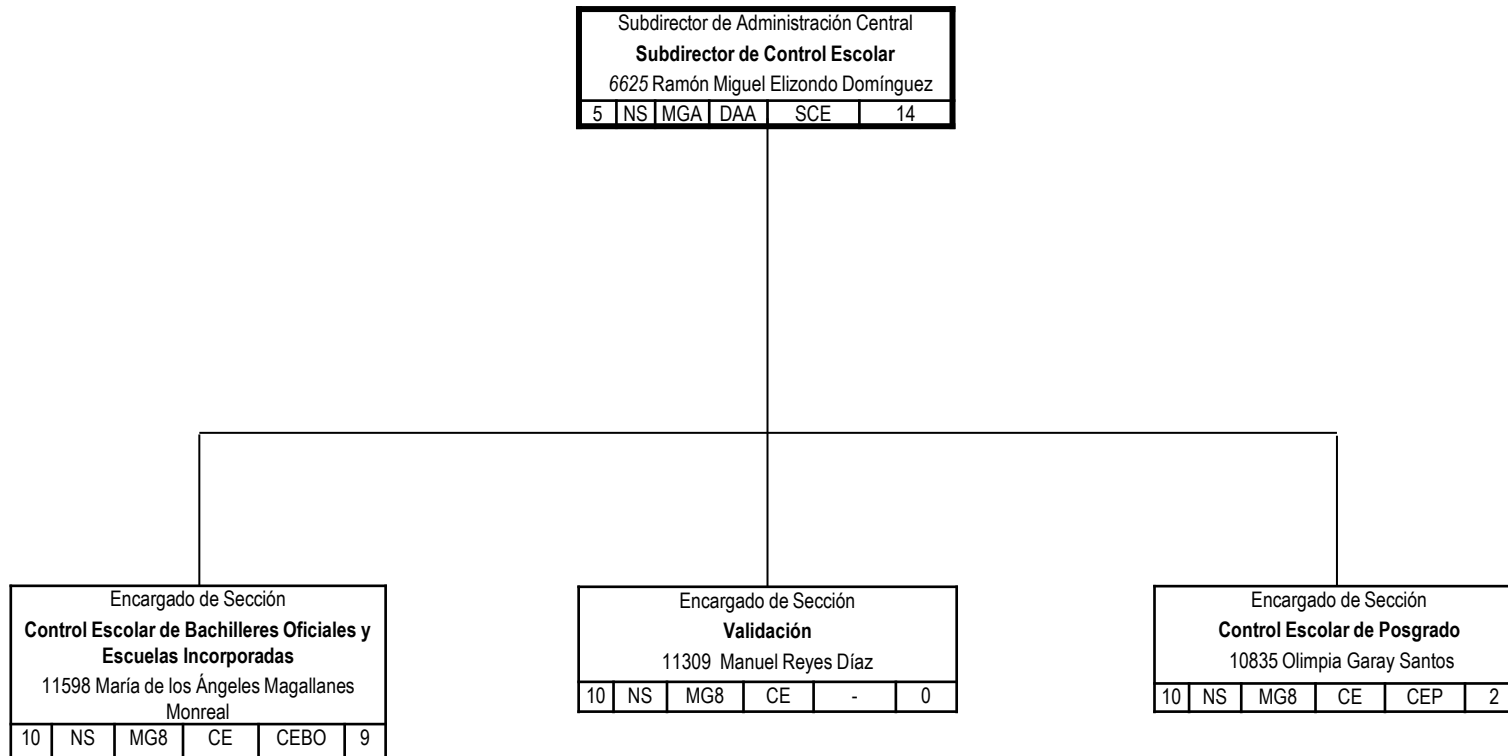 Subdirector de Administración Central
Subdirector de Control Escolar
6625 Ramón Miguel Elizondo Domínguez
5 NS MGA DAA SCE 14
Encargado de Sección
Control Escolar de Bachilleres Oficiales y
Escuelas Incorporadas
11598 María de los Ángeles Magallanes
Monreal
10 NS MG8 CE CEBO 9
Encargado de Sección
Validación
11309 Manuel Reyes Díaz
10 NS MG8 CE - 0
Encargado de Sección
Control Escolar de Posgrado
10835 Olimpia Garay Santos
10 NS MG8 CE CEP 2